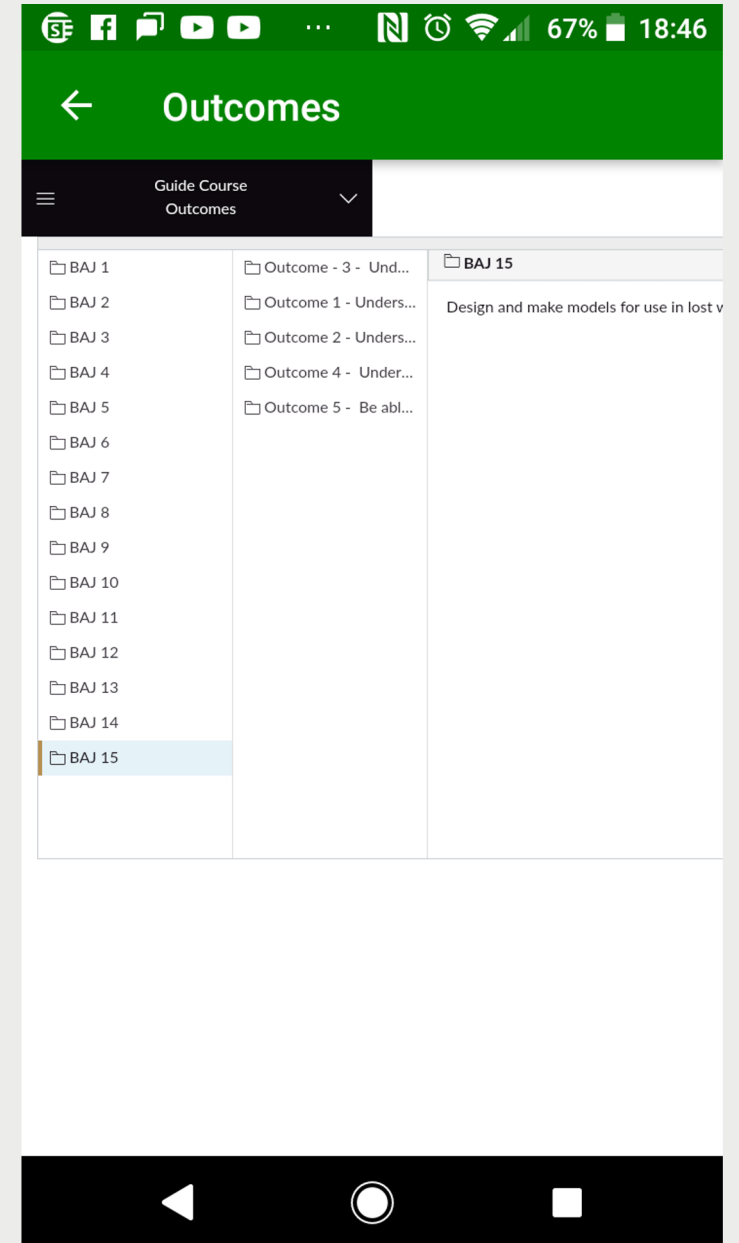 67% 18:46
Outcomes
Guide Course
Outcomes
BAJ 1
BAJ 2
BAJ 3
BAJ 4
BAJ 5
BAJ 6
BAJ 7
BAJ 8
BAJ 9
BAJ 10
BAJ 11
BAJ 12
BAJ 13
BAJ 14
BAJ 15
Outcome - 3 - Und...
Outcome 1 - Unders...
Outcome 2 - Unders...
Outcome 4 - Under...
Outcome 5 - Be abl...
BAJ 15
Design and make models for use in lost